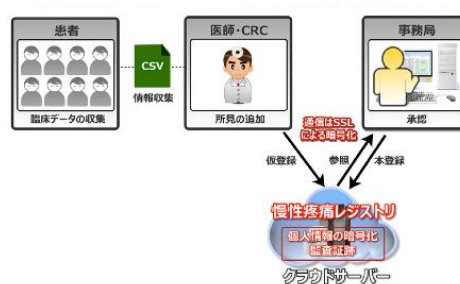 患者
医師・CRC
事務局
CSV
情報収集
臨床データの収集
所見の追加
承認
通信はSSL
による暗号化
仮登録
参照
本登録
慢性疼痛レジストリ
個人情報の暗号化
監査証跡
クラウドサーバー